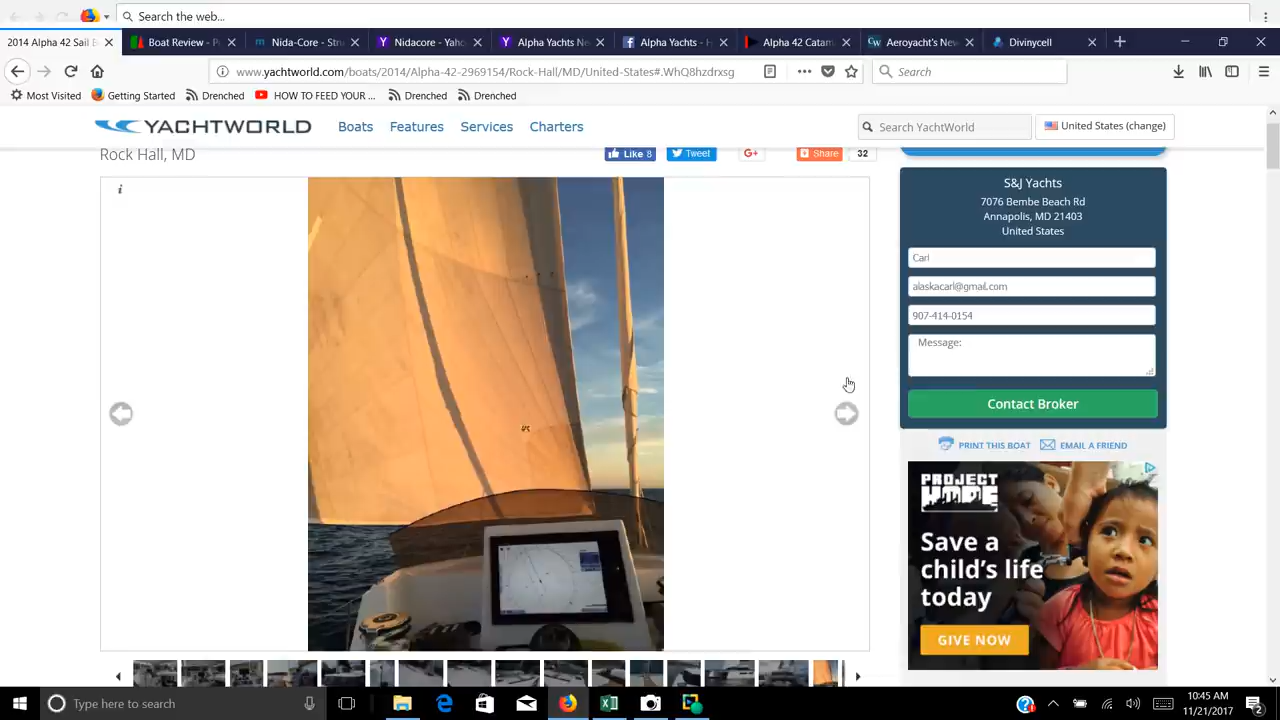 Search the web...
2014 Alpha 42 Sail B
Boat Review - P
Nida-Core - Stru
Nidacore - Yaho
Alpha Yachts Ne
Alpha Yachts - H
Alpha 42 Catam
Aeroyacht's New
Divinycell
www.yachtworld.com/boats/2014/Alpha-42-2969154/Rock-Hall/MD/United-States#.WhQ8hzdrxsg
Search
Most Visited
Getting Started
Drenched
HOW TO FEED YOUR ...
Drenched
Drenched
YACHTWORLD
Boats
Features
Services
Charters
Search YachtWorld
United States (change)
Rock Hall, MD
Like 8
Tweet
G+
Share
32
i
S&J Yachts
7076 Bembe Beach Rd
Annapolis, MD 21403
United States
Carl
alaskacarl@gmail.com
907-414-0154
Message:
Contact Broker
PRINT THIS BOAT
EMAIL A FRIEND
PROJECT
HOPE
Save a
child's life
today
GIVE NOW
Type here to search
10:45 AM
11/21/2017
2